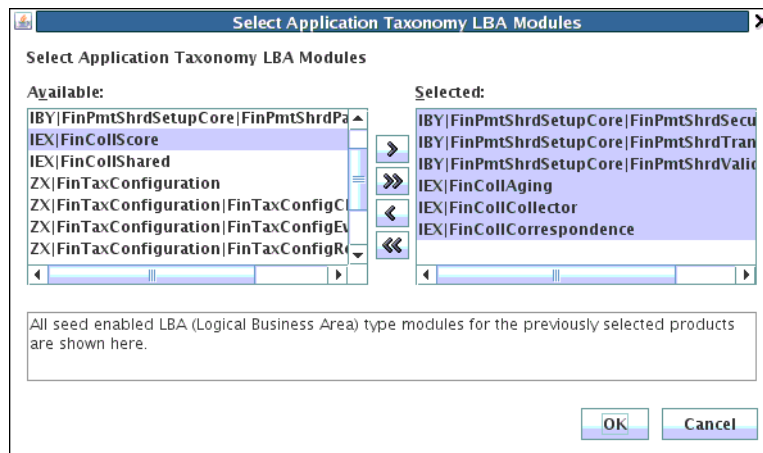 Select Application Taxonomy LBA Modules
Select Application Taxonomy LBA Modules
Available:
IBY|FinPmtShrdSetupCore|FinPmtShrdPa
IEX|FinCollScore
IEX|FinCollShared
ZX|FinTaxConfiguration
ZX|FinTaxConfiguration|FinTaxConfigC
ZX|FinTaxConfiguration|FinTaxConfigEv
ZX|FinTaxConfiguration|FinTaxConfigRe
Selected:
IBY|FinPmtShrdSetupCore|FinPmtShrdSecu
IBY|FinPmtShrdSetupCore|FinPmtShrdTran
IBY|FinPmtShrdSetupCore|FinPmtShrdValid
IEX|FinCollAging
IEX|FinCollCollector
IEX|FinCollCorrespondence
All seed enabled LBA (Logical Business Area) type modules for the previously selected products
are shown here.
OK
Cancel